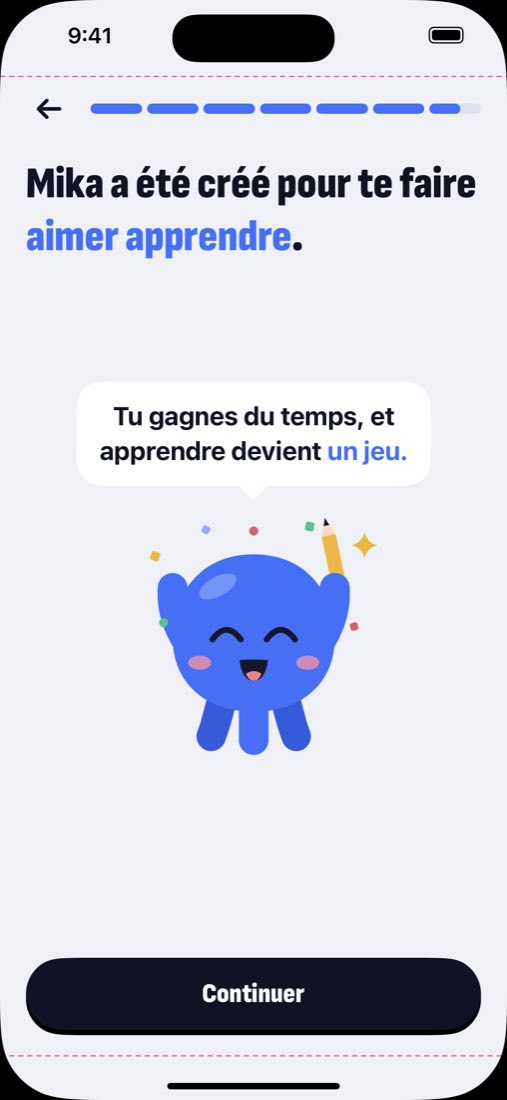 9:41
Mika a été créé pour te faire
aimer apprendre.
Tu gagnes du temps, et
apprendre devient un jeu.
Continuer